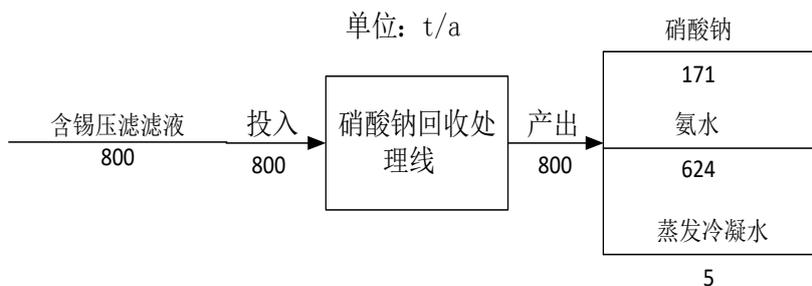 单位：t/a
硝酸钠
171
含锡压滤滤液
800
投入
800
硝酸钠回收处
理线
产出
800
氨水
624
蒸发冷凝水
5